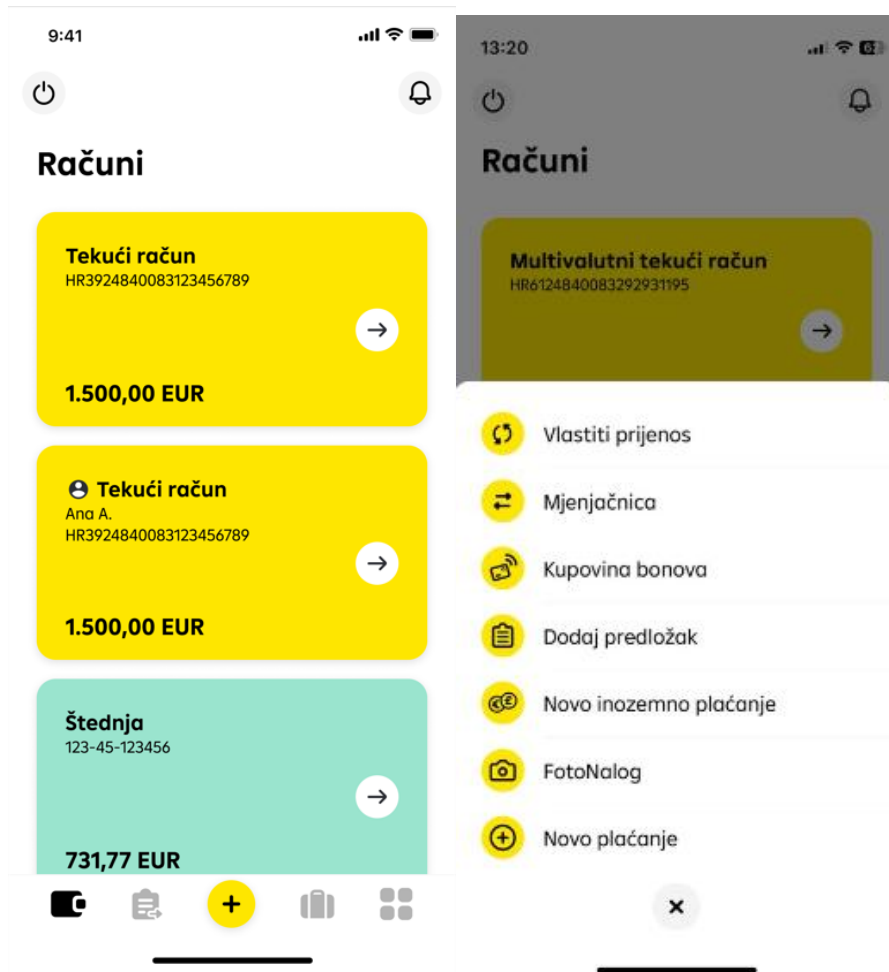 9:41
Računi
Tekući račun
HR3924840083123456789
1.500,00 EUR
Tekući račun
Ana A.
HR3924840083123456789
1.500,00 EUR
Štednja
123-45-123456
731,77 EUR
13:20
Računi
Multivalutni tekući račun
HR6124840083292931195
Vlastiti prijenos
Mjenjačnica
Kupovina bonova
Dodaj predložak
Novo inozemno plaćanje
FotoNalog
Novo plaćanje